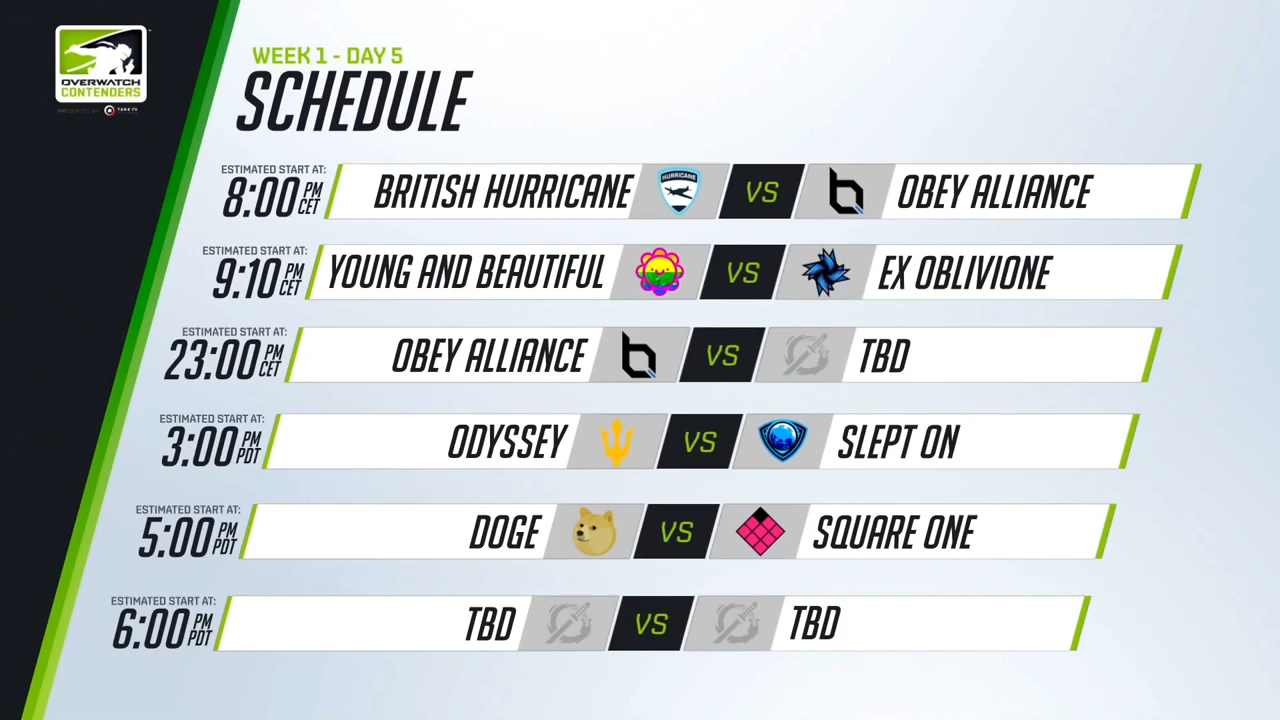 OVERWATCH
CONTENDERS
TAKE TV
WEEK 1 - DAY 5
SCHEDULE
ESTIMATED START AT:
8:00 PM CET
BRITISH HURRICANE HURRICANE VS OBEY ALLIANCE
ESTIMATED START AT:
9:10 PM CET
YOUNG AND BEAUTIFUL VS EX OBLIVIONE
ESTIMATED START AT:
23:00 PM CET
OBEY ALLIANCE VS TBD
ESTIMATED START AT:
3:00 PM PDT
ODYSSEY VS SLEPT ON
ESTIMATED START AT:
5:00 PM PDT
DOGE VS SQUARE ONE
ESTIMATED START AT:
6:00 PM PDT
TBD VS TBD